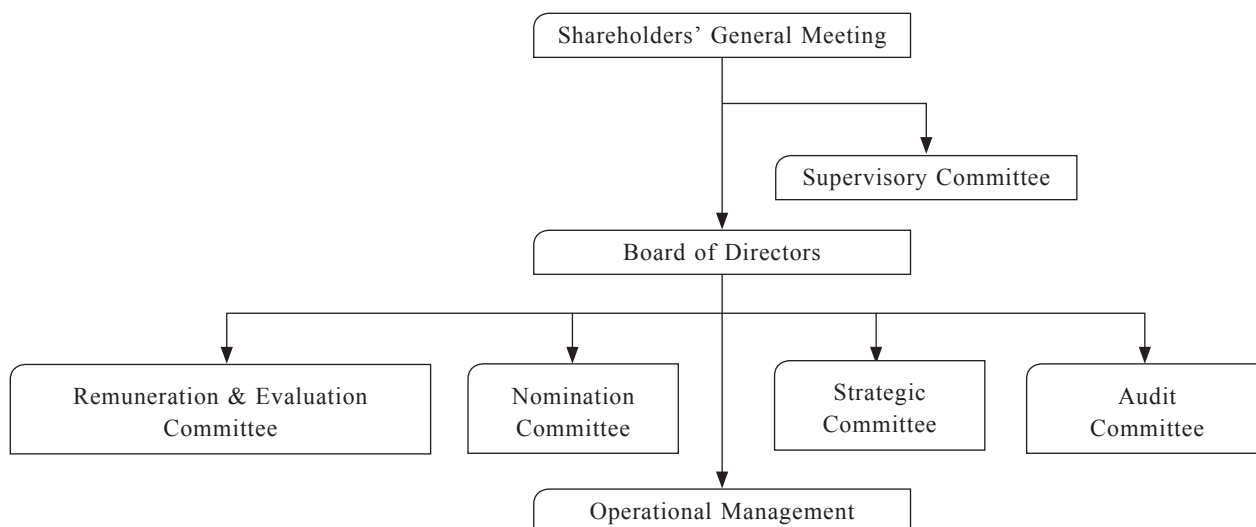 Shareholders’ General Meeting
Supervisory Committee
Board of Directors
Remuneration & Evaluation
Committee
Nomination
Committee
Strategic
Committee
Audit
Committee
Operational Management